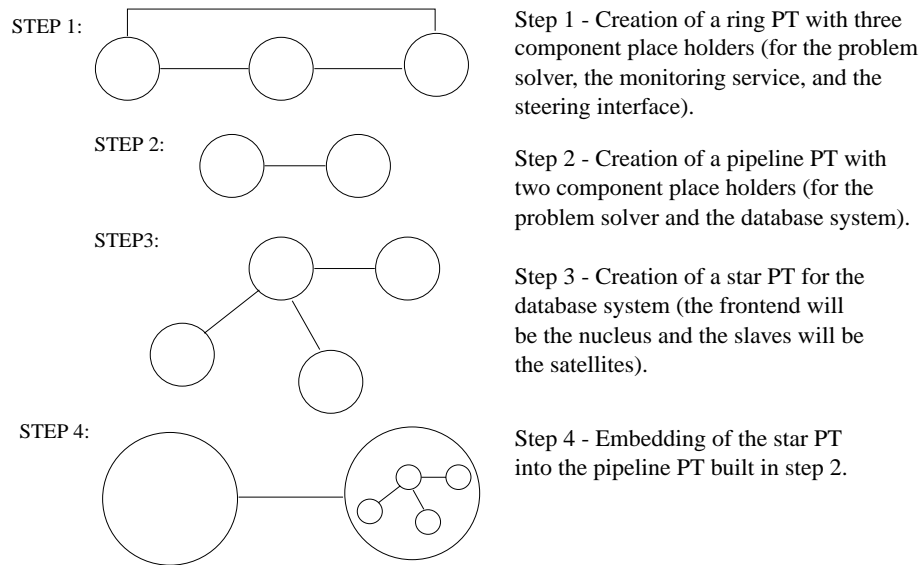 STEP 1:
Step 1 - Creation of a ring PT with three
component place holders (for the problem
solver, the monitoring service, and the
steering interface).
STEP 2:
Step 2 - Creation of a pipeline PT with
two component place holders (for the
problem solver and the database system).
STEP3:
Step 3 - Creation of a star PT for the
database system (the frontend will
be the nucleus and the slaves will be
the satellites).
STEP 4:
Step 4 - Embedding of the star PT
into the pipeline PT built in step 2.